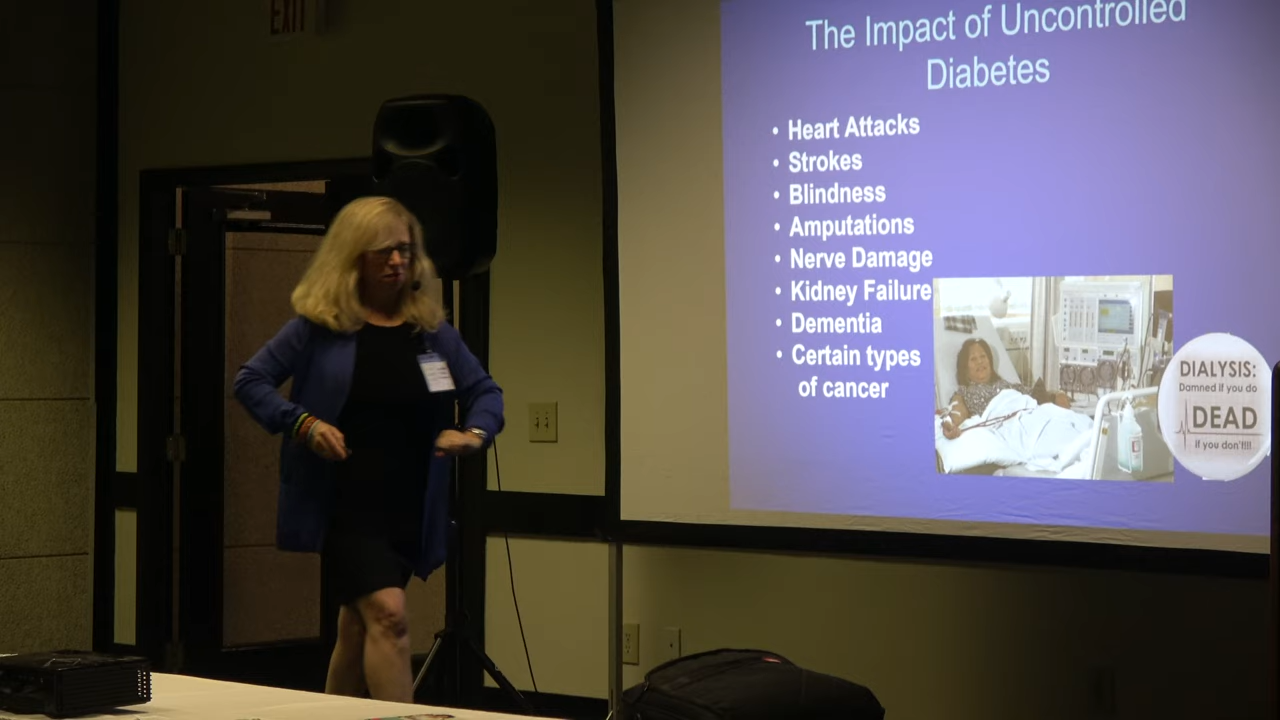 EXIT
The Impact of Uncontrolled
Diabetes
• Heart Attacks
• Strokes
• Blindness
• Amputations
• Nerve Damage
• Kidney Failure
• Dementia
• Certain types
of cancer
DIALYSIS:
Damned if you do
DEAD
if you don't!!!